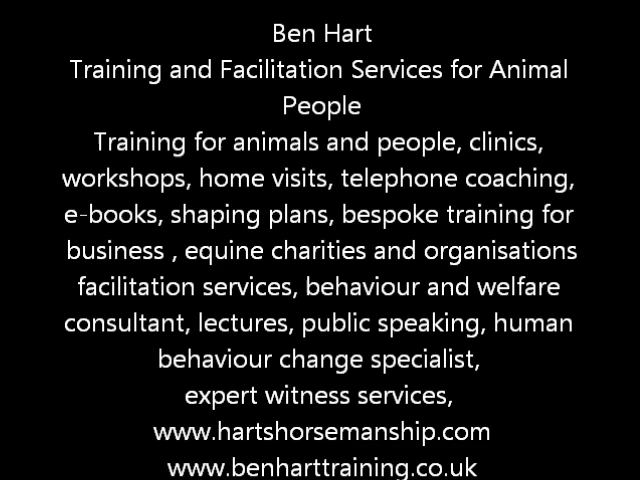 Ben Hart
Training and Facilitation Services for Animal
People
Training for animals and people, clinics,
workshops, home visits, telephone coaching,
e-books, shaping plans, bespoke training for
business , equine charities and organisations
facilitation services, behaviour and welfare
consultant, lectures, public speaking, human
behaviour change specialist,
expert witness services,
www.hartshorsemanship.com
www.benharttraining.co.uk